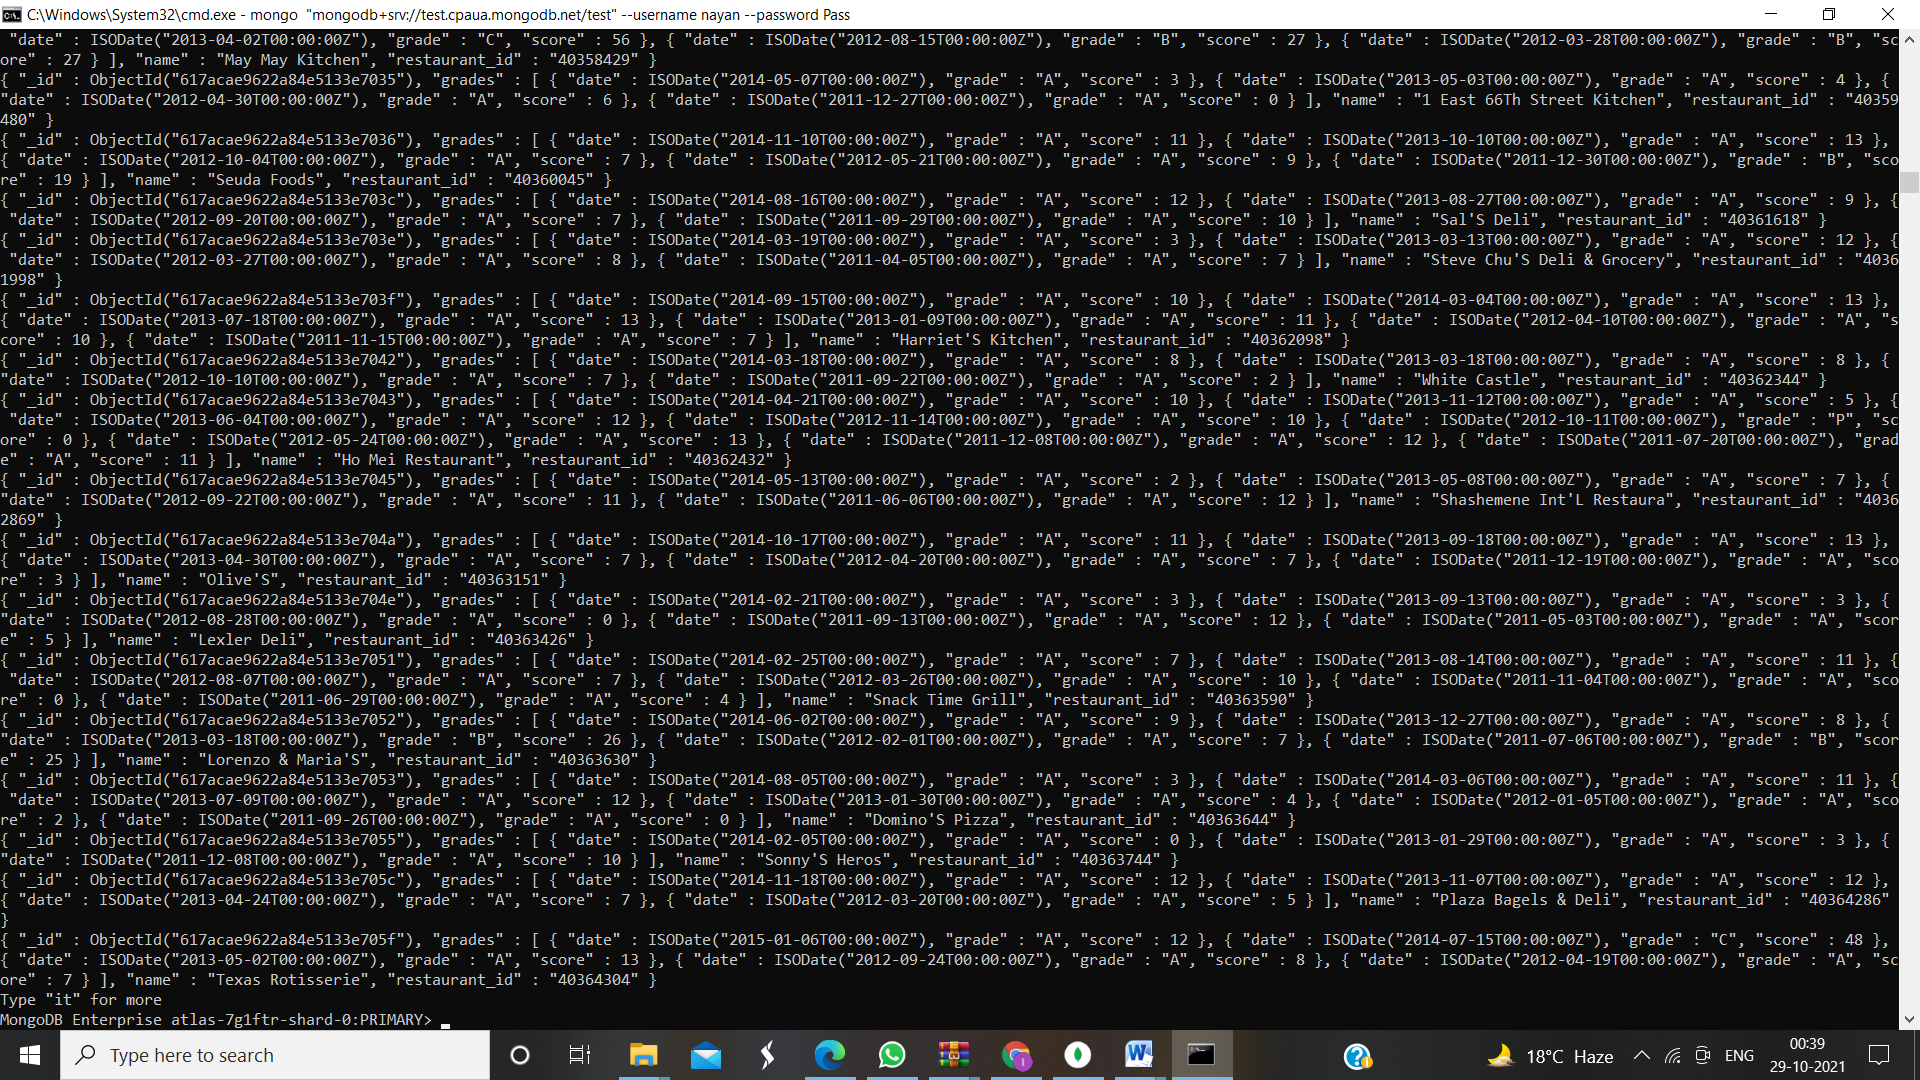 C:\Windows\System32\cmd.exe - mongo  "mongodb+srv://test.cpaua.mongodb.net/test" --username nayan --password Pass
"date" : ISODate("2013-04-02T00:00:00Z"), "grade" : "C", "score" : 56 }, { "date" : ISODate("2012-08-15T00:00:00Z"), "grade" : "B", "score" : 27 }, { "date" : ISODate("2012-03-28T00:00:00Z"), "grade" : "B", "sc
ore" : 27 } ], "name" : "May May Kitchen", "restaurant_id" : "40358429" }
{ "_id" : ObjectId("617acae9622a84e5133e7035"), "grades" : [ { "date" : ISODate("2014-05-07T00:00:00Z"), "grade" : "A", "score" : 3 }, { "date" : ISODate("2013-05-03T00:00:00Z"), "grade" : "A", "score" : 4 }, {
"date" : ISODate("2012-04-30T00:00:00Z"), "grade" : "A", "score" : 6 }, { "date" : ISODate("2011-12-27T00:00:00Z"), "grade" : "A", "score" : 0 } ], "name" : "1 East 66Th Street Kitchen", "restaurant_id" : "40359
480" }
{ "_id" : ObjectId("617acae9622a84e5133e7036"), "grades" : [ { "date" : ISODate("2014-11-10T00:00:00Z"), "grade" : "A", "score" : 11 }, { "date" : ISODate("2013-10-10T00:00:00Z"), "grade" : "A", "score" : 13 },
{ "date" : ISODate("2012-10-04T00:00:00Z"), "grade" : "A", "score" : 7 }, { "date" : ISODate("2012-05-21T00:00:00Z"), "grade" : "A", "score" : 9 }, { "date" : ISODate("2011-12-30T00:00:00Z"), "grade" : "B", "sco
re" : 19 } ], "name" : "Seuda Foods", "restaurant_id" : "40360045" }
{ "_id" : ObjectId("617acae9622a84e5133e703c"), "grades" : [ { "date" : ISODate("2014-08-16T00:00:00Z"), "grade" : "A", "score" : 12 }, { "date" : ISODate("2013-08-27T00:00:00Z"), "grade" : "A", "score" : 9 }, {
"date" : ISODate("2012-09-20T00:00:00Z"), "grade" : "A", "score" : 7 }, { "date" : ISODate("2011-09-29T00:00:00Z"), "grade" : "A", "score" : 10 } ], "name" : "Sal'S Deli", "restaurant_id" : "40361618" }
{ "_id" : ObjectId("617acae9622a84e5133e703e"), "grades" : [ { "date" : ISODate("2014-03-19T00:00:00Z"), "grade" : "A", "score" : 3 }, { "date" : ISODate("2013-03-13T00:00:00Z"), "grade" : "A", "score" : 12 }, {
"date" : ISODate("2012-03-27T00:00:00Z"), "grade" : "A", "score" : 8 }, { "date" : ISODate("2011-04-05T00:00:00Z"), "grade" : "A", "score" : 7 } ], "name" : "Steve Chu'S Deli & Grocery", "restaurant_id" : "4036
1998" }
{ "_id" : ObjectId("617acae9622a84e5133e703f"), "grades" : [ { "date" : ISODate("2014-09-15T00:00:00Z"), "grade" : "A", "score" : 10 }, { "date" : ISODate("2014-03-04T00:00:00Z"), "grade" : "A", "score" : 13 },
{ "date" : ISODate("2013-07-18T00:00:00Z"), "grade" : "A", "score" : 13 }, { "date" : ISODate("2013-01-09T00:00:00Z"), "grade" : "A", "score" : 11 }, { "date" : ISODate("2012-04-10T00:00:00Z"), "grade" : "A", "s
core" : 10 }, { "date" : ISODate("2011-11-15T00:00:00Z"), "grade" : "A", "score" : 7 } ], "name" : "Harriet'S Kitchen", "restaurant_id" : "40362098" }
{ "_id" : ObjectId("617acae9622a84e5133e7042"), "grades" : [ { "date" : ISODate("2014-03-18T00:00:00Z"), "grade" : "A", "score" : 8 }, { "date" : ISODate("2013-03-18T00:00:00Z"), "grade" : "A", "score" : 8 }, {
"date" : ISODate("2012-10-10T00:00:00Z"), "grade" : "A", "score" : 7 }, { "date" : ISODate("2011-09-22T00:00:00Z"), "grade" : "A", "score" : 2 } ], "name" : "White Castle", "restaurant_id" : "40362344" }
{ "_id" : ObjectId("617acae9622a84e5133e7043"), "grades" : [ { "date" : ISODate("2014-04-21T00:00:00Z"), "grade" : "A", "score" : 10 }, { "date" : ISODate("2013-11-12T00:00:00Z"), "grade" : "A", "score" : 5 }, {
"date" : ISODate("2013-06-04T00:00:00Z"), "grade" : "A", "score" : 12 }, { "date" : ISODate("2012-11-14T00:00:00Z"), "grade" : "A", "score" : 10 }, { "date" : ISODate("2012-10-11T00:00:00Z"), "grade" : "P", "sc
ore" : 0 }, { "date" : ISODate("2012-05-24T00:00:00Z"), "grade" : "A", "score" : 13 }, { "date" : ISODate("2011-12-08T00:00:00Z"), "grade" : "A", "score" : 12 }, { "date" : ISODate("2011-07-20T00:00:00Z"), "grad
e" : "A", "score" : 11 } ], "name" : "Ho Mei Restaurant", "restaurant_id" : "40362432" }
{ "_id" : ObjectId("617acae9622a84e5133e7045"), "grades" : [ { "date" : ISODate("2014-05-13T00:00:00Z"), "grade" : "A", "score" : 2 }, { "date" : ISODate("2013-05-08T00:00:00Z"), "grade" : "A", "score" : 7 }, {
"date" : ISODate("2012-09-22T00:00:00Z"), "grade" : "A", "score" : 11 }, { "date" : ISODate("2011-06-06T00:00:00Z"), "grade" : "A", "score" : 12 } ], "name" : "Shashemene Int'L Restaura", "restaurant_id" : "4036
2869" }
{ "_id" : ObjectId("617acae9622a84e5133e704a"), "grades" : [ { "date" : ISODate("2014-10-17T00:00:00Z"), "grade" : "A", "score" : 11 }, { "date" : ISODate("2013-09-18T00:00:00Z"), "grade" : "A", "score" : 13 },
{ "date" : ISODate("2013-04-30T00:00:00Z"), "grade" : "A", "score" : 7 }, { "date" : ISODate("2012-04-20T00:00:00Z"), "grade" : "A", "score" : 7 }, { "date" : ISODate("2011-12-19T00:00:00Z"), "grade" : "A", "sco
re" : 3 } ], "name" : "Olive'S", "restaurant_id" : "40363151" }
{ "_id" : ObjectId("617acae9622a84e5133e704e"), "grades" : [ { "date" : ISODate("2014-02-21T00:00:00Z"), "grade" : "A", "score" : 3 }, { "date" : ISODate("2013-09-13T00:00:00Z"), "grade" : "A", "score" : 3 }, {
"date" : ISODate("2012-08-28T00:00:00Z"), "grade" : "A", "score" : 0 }, { "date" : ISODate("2011-09-13T00:00:00Z"), "grade" : "A", "score" : 12 }, { "date" : ISODate("2011-05-03T00:00:00Z"), "grade" : "A", "scor
e" : 5 } ], "name" : "Lexler Deli", "restaurant_id" : "40363426" }
{ "_id" : ObjectId("617acae9622a84e5133e7051"), "grades" : [ { "date" : ISODate("2014-02-25T00:00:00Z"), "grade" : "A", "score" : 7 }, { "date" : ISODate("2013-08-14T00:00:00Z"), "grade" : "A", "score" : 11 }, {
"date" : ISODate("2012-08-07T00:00:00Z"), "grade" : "A", "score" : 7 }, { "date" : ISODate("2012-03-26T00:00:00Z"), "grade" : "A", "score" : 10 }, { "date" : ISODate("2011-11-04T00:00:00Z"), "grade" : "A", "sco
re" : 0 }, { "date" : ISODate("2011-06-29T00:00:00Z"), "grade" : "A", "score" : 4 } ], "name" : "Snack Time Grill", "restaurant_id" : "40363590" }
{ "_id" : ObjectId("617acae9622a84e5133e7052"), "grades" : [ { "date" : ISODate("2014-06-02T00:00:00Z"), "grade" : "A", "score" : 9 }, { "date" : ISODate("2013-12-27T00:00:00Z"), "grade" : "A", "score" : 8 }, {
"date" : ISODate("2013-03-18T00:00:00Z"), "grade" : "B", "score" : 26 }, { "date" : ISODate("2012-02-01T00:00:00Z"), "grade" : "A", "score" : 7 }, { "date" : ISODate("2011-07-06T00:00:00Z"), "grade" : "B", "scor
e" : 25 } ], "name" : "Lorenzo & Maria'S", "restaurant_id" : "40363630" }
{ "_id" : ObjectId("617acae9622a84e5133e7053"), "grades" : [ { "date" : ISODate("2014-08-05T00:00:00Z"), "grade" : "A", "score" : 3 }, { "date" : ISODate("2014-03-06T00:00:00Z"), "grade" : "A", "score" : 11 }, {
"date" : ISODate("2013-07-09T00:00:00Z"), "grade" : "A", "score" : 12 }, { "date" : ISODate("2013-01-30T00:00:00Z"), "grade" : "A", "score" : 4 }, { "date" : ISODate("2012-01-05T00:00:00Z"), "grade" : "A", "sco
re" : 2 }, { "date" : ISODate("2011-09-26T00:00:00Z"), "grade" : "A", "score" : 0 } ], "name" : "Domino'S Pizza", "restaurant_id" : "40363644" }
{ "_id" : ObjectId("617acae9622a84e5133e7055"), "grades" : [ { "date" : ISODate("2014-02-05T00:00:00Z"), "grade" : "A", "score" : 0 }, { "date" : ISODate("2013-01-29T00:00:00Z"), "grade" : "A", "score" : 3 }, {
"date" : ISODate("2011-12-08T00:00:00Z"), "grade" : "A", "score" : 10 } ], "name" : "Sonny'S Heros", "restaurant_id" : "40363744" }
{ "_id" : ObjectId("617acae9622a84e5133e705c"), "grades" : [ { "date" : ISODate("2014-11-18T00:00:00Z"), "grade" : "A", "score" : 12 }, { "date" : ISODate("2013-11-07T00:00:00Z"), "grade" : "A", "score" : 12 },
{ "date" : ISODate("2013-04-24T00:00:00Z"), "grade" : "A", "score" : 7 }, { "date" : ISODate("2012-03-20T00:00:00Z"), "grade" : "A", "score" : 5 } ], "name" : "Plaza Bagels & Deli", "restaurant_id" : "40364286"
}
{ "_id" : ObjectId("617acae9622a84e5133e705f"), "grades" : [ { "date" : ISODate("2015-01-06T00:00:00Z"), "grade" : "A", "score" : 12 }, { "date" : ISODate("2014-07-15T00:00:00Z"), "grade" : "C", "score" : 48 },
{ "date" : ISODate("2013-05-02T00:00:00Z"), "grade" : "A", "score" : 13 }, { "date" : ISODate("2012-09-24T00:00:00Z"), "grade" : "A", "score" : 8 }, { "date" : ISODate("2012-04-19T00:00:00Z"), "grade" : "A", "sc
ore" : 7 } ], "name" : "Texas Rotisserie", "restaurant_id" : "40364304" }
Type "it" for more
MongoDB Enterprise atlas-7g1ftr-shard-0:PRIMARY>
Type here to search
18°C Haze
ENG
00:39
29-10-2021